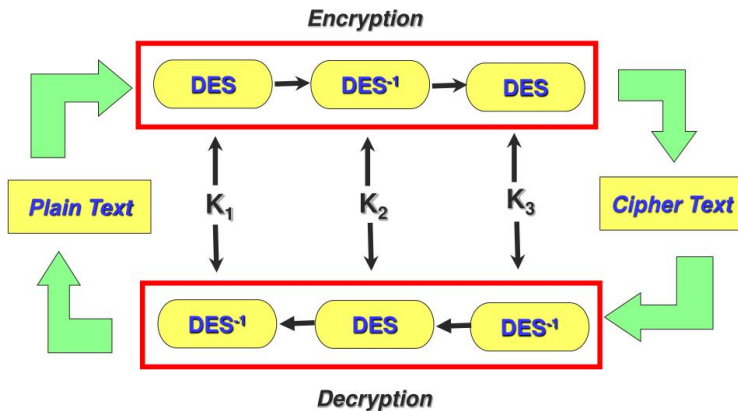 Encryption
DES DES⁻¹ DES
Plain Text K₁ K₂ K₃ Cipher Text
DES⁻¹ DES DES⁻¹
Decryption